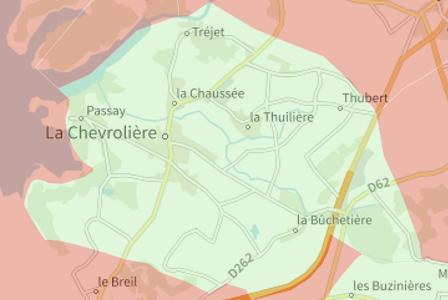 Tréjet
la Chaussée
Thubert
Passay
la Thuilière
La Chevrolière
D62
la Bûchetière
D262
le Breil
M
les Buzinières